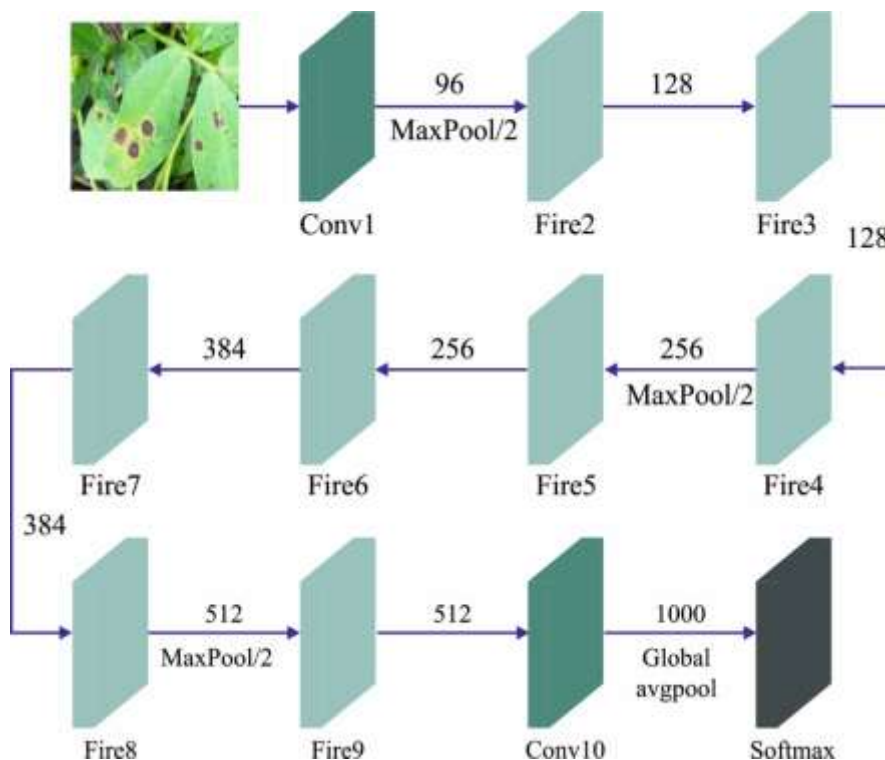 96
128
MaxPool/2
Conv1
Fire2
Fire3
128
384
256
256
MaxPool/2
Fire7
Fire6
Fire5
Fire4
384
512
512
1000
MaxPool/2
Global
avgpool
Fire8
Fire9
Conv10
Softmax